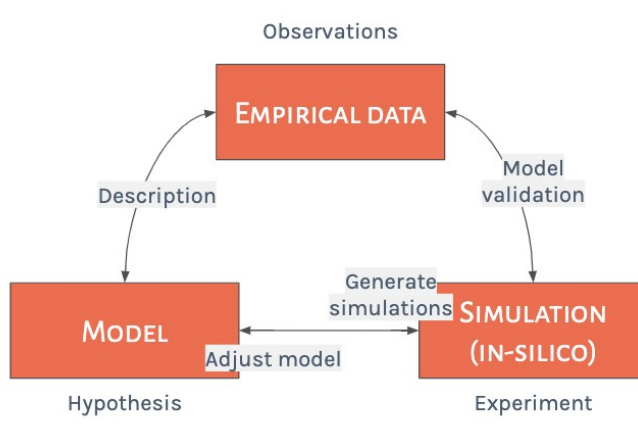 Observations
EMPIRICAL DATA
Description
Model
validation
Generate
simulations
MODEL
SIMULATION
(IN-SILICO)
Adjust model
Hypothesis
Experiment